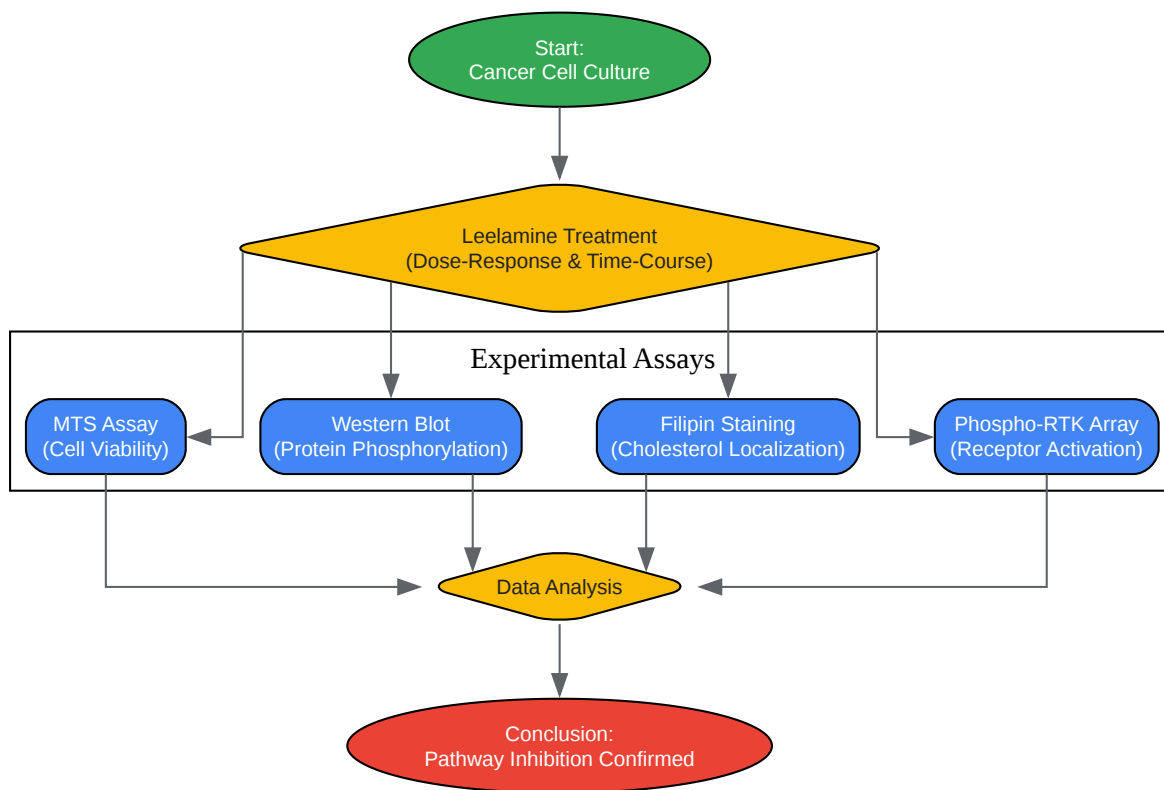 Start:
Cancer Cell Culture
Leelamine Treatment
(Dose-Response & Time-Course)
Experimental Assays
MTS Assay
(Cell Viability)
Western Blot
(Protein Phosphorylation)
Filipin Staining
(Cholesterol Localization)
Phospho-RTK Array
(Receptor Activation)
Data Analysis
Conclusion:
Pathway Inhibition Confirmed